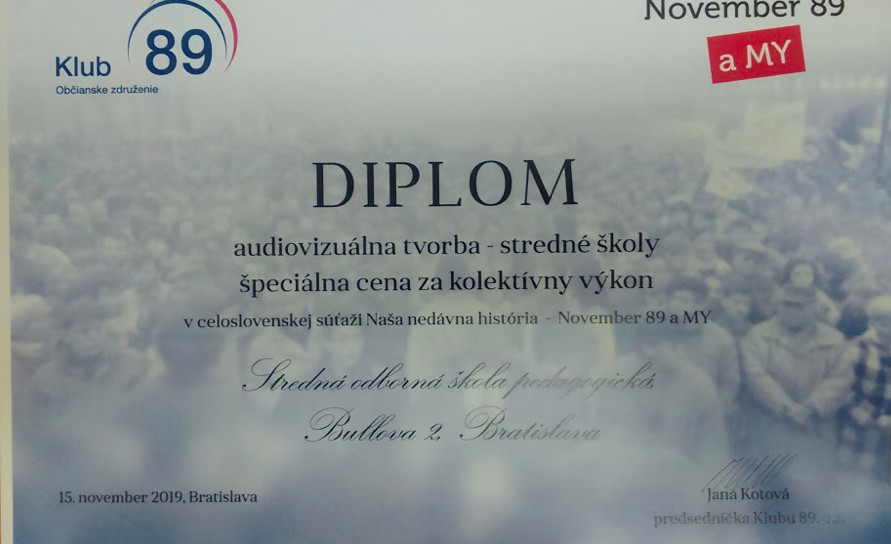 Klub 89
Občianske združenie
November 89
a MY
DIPLOM
audiovizuálna tvorba - stredné školy
špeciálna cena za kolektívny výkon
v celoslovenskej súťaži Naša nedávna história - November 89 a MY
Stredná odborná škola pedagogická,
Bullova 2, Bratislava
15. november 2019, Bratislava
Jana Kotová
predsedníčka Klubu 89, o.z.